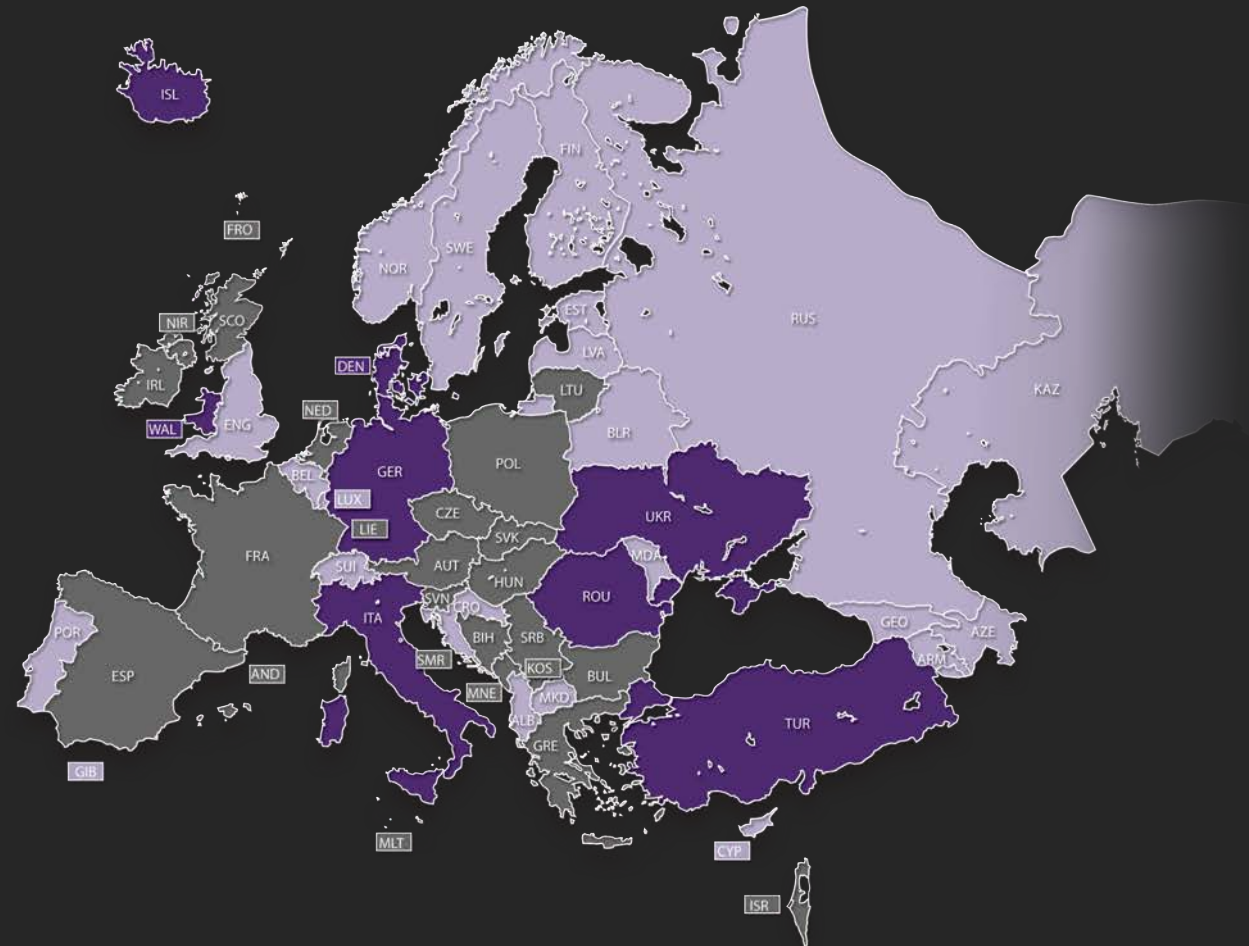 ISL
FIN
FRO
SWE
NOR
EST
RUS
NIR
SCO
LVA
DEN
IRL
LTU
KAZ
NED
WAL
ENG
BLR
GER
POL
BEL
LUX
CZE
UKR
LIE
SVK
FRA
MDA
SUI
AUT
HUN
ROU
SVN
CRO
ITA
GEO
POR
AZE
BIH
SRB
SMR
ARM
KOS
ESP
AND
BUL
MNE
MKD
ALB
TUR
GRE
GIB
MLT
CYP
ISR